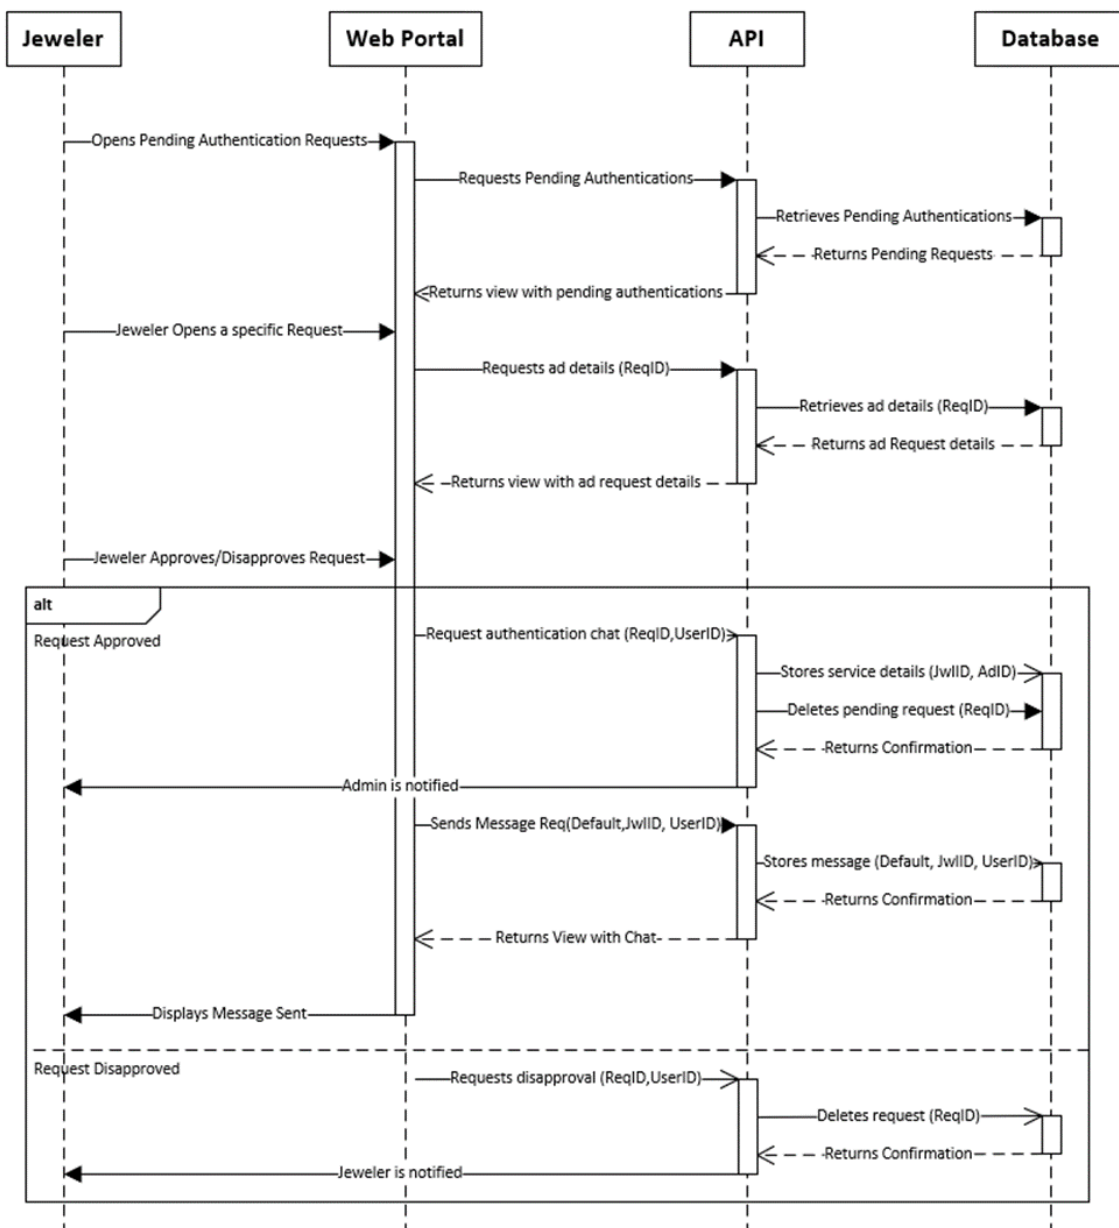 Jeweler
Web Portal
API
Database
Opens Pending Authentication Requests
Requests Pending Authentications
Retrieves Pending Authentications
Returns Pending Requests
Returns view with pending authentications
Jeweler Opens a specific Request
Requests ad details (ReqID)
Retrieves ad details (ReqID)
Returns ad Request details
Returns view with ad request details
Jeweler Approves/Disapproves Request
alt
Request Approved
Request authentication chat (ReqID,UserID)
Stores service details (JwlID, AdID)
Deletes pending request (ReqID)
Returns Confirmation
Admin is notified
Sends Message Req(Default,JwlID, UserID)
Stores message (Default, JwlID, UserID)
Returns Confirmation
Returns View with Chat
Displays Message Sent
Request Disapproved
Requests disapproval (ReqID,UserID)
Deletes request (ReqID)
Returns Confirmation
Jeweler is notified